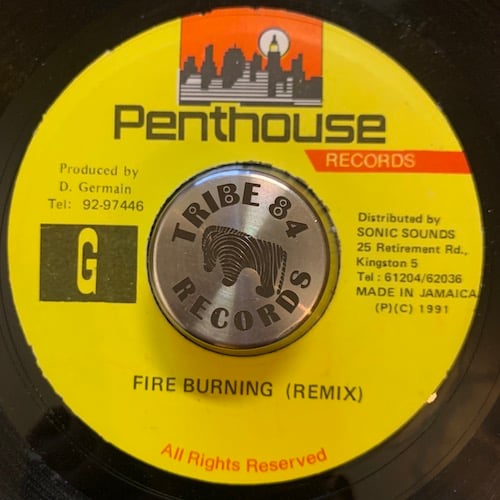 Penthouse
RECORDS
Produced by
D. Germain
Tel: 92-97446
G
TRIBE 84
RECORDS
Distributed by
SONIC SOUNDS
25 Retirement Rd.,
Kingston 5
Tel : 61204/62036
MADE IN JAMAICA
(P)(C) 1991
FIRE BURNING (REMIX)
All Rights Reserved